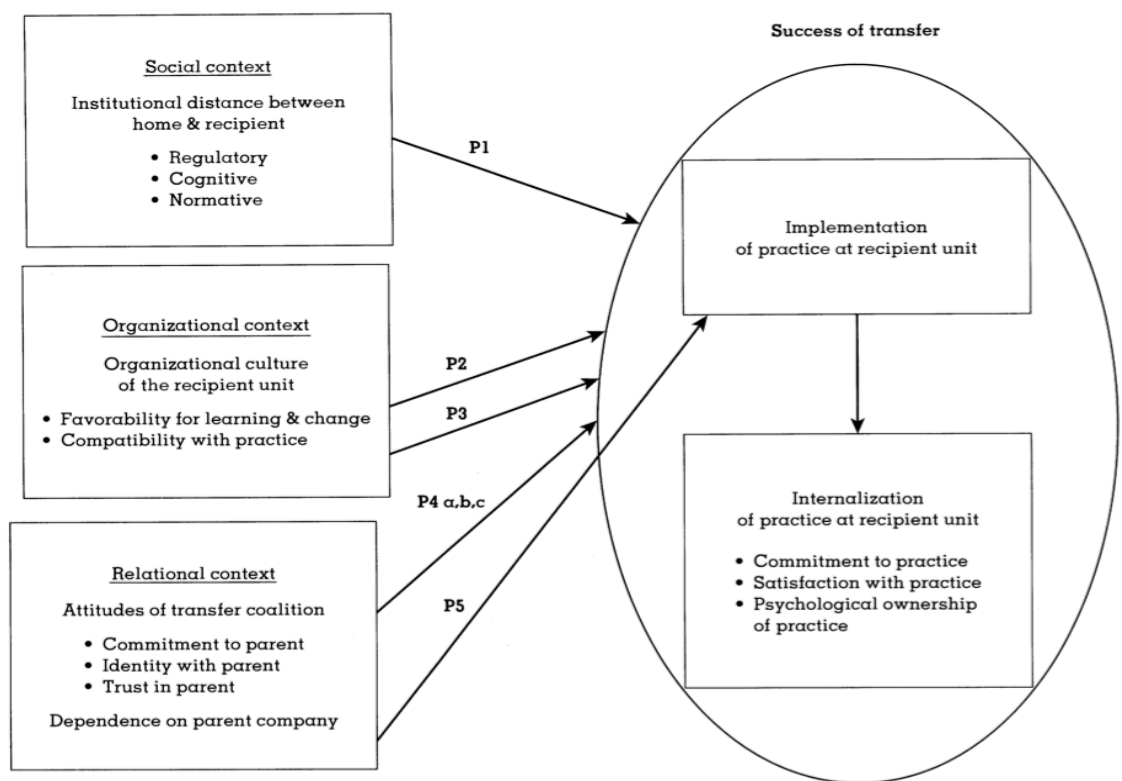 Success of transfer
Social context
Institutional distance between
home & recipient
• Regulatory
• Cognitive
• Normative
P1
Implementation
of practice at recipient unit
Organizational context
Organizational culture
of the recipient unit
• Favorability for learning & change
• Compatibility with practice
P2
P3
Internalization
of practice at recipient unit
• Commitment to practice
• Satisfaction with practice
• Psychological ownership
of practice
P4 a,b,c
P5
Relational context
Attitudes of transfer coalition
• Commitment to parent
• Identity with parent
• Trust in parent
Dependence on parent company